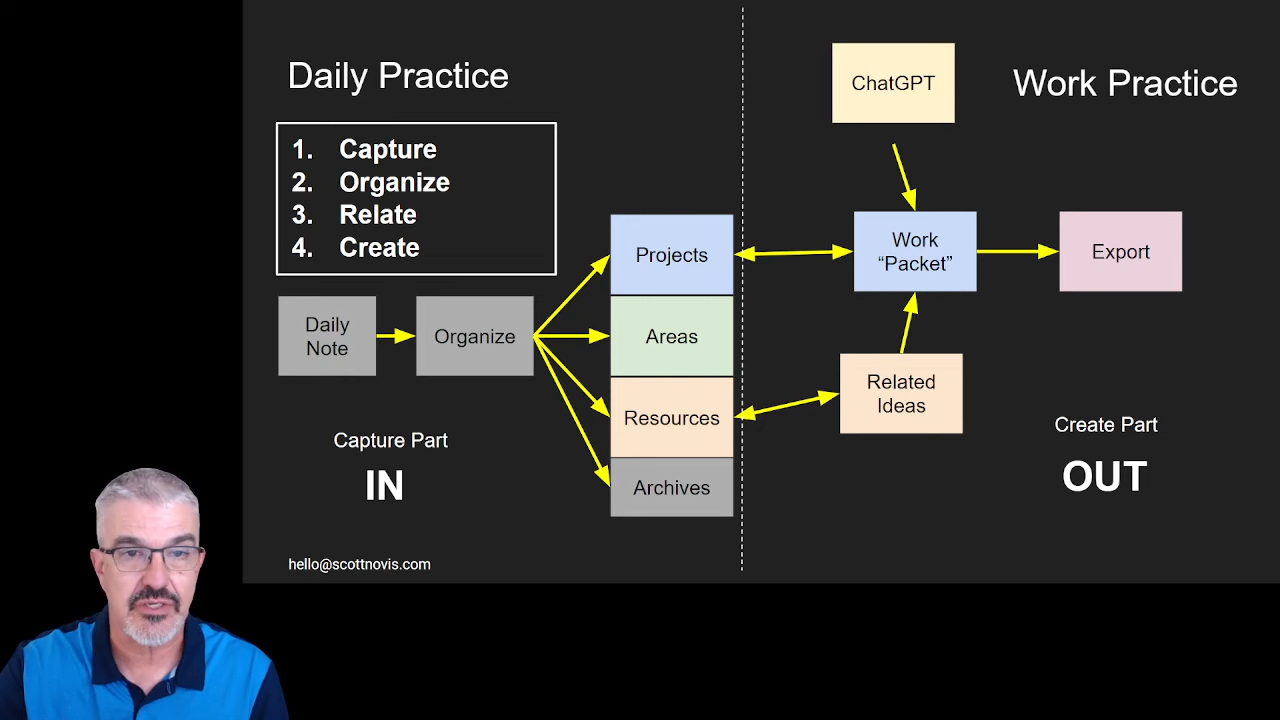 Daily Practice
1. Capture
2. Organize
3. Relate
4. Create
Daily
Note
Organize
Projects
Areas
Resources
Archives
Capture Part
IN
hello@scottnovis.com
ChatGPT
Work Practice
Work
“Packet”
Export
Related
Ideas
Create Part
OUT